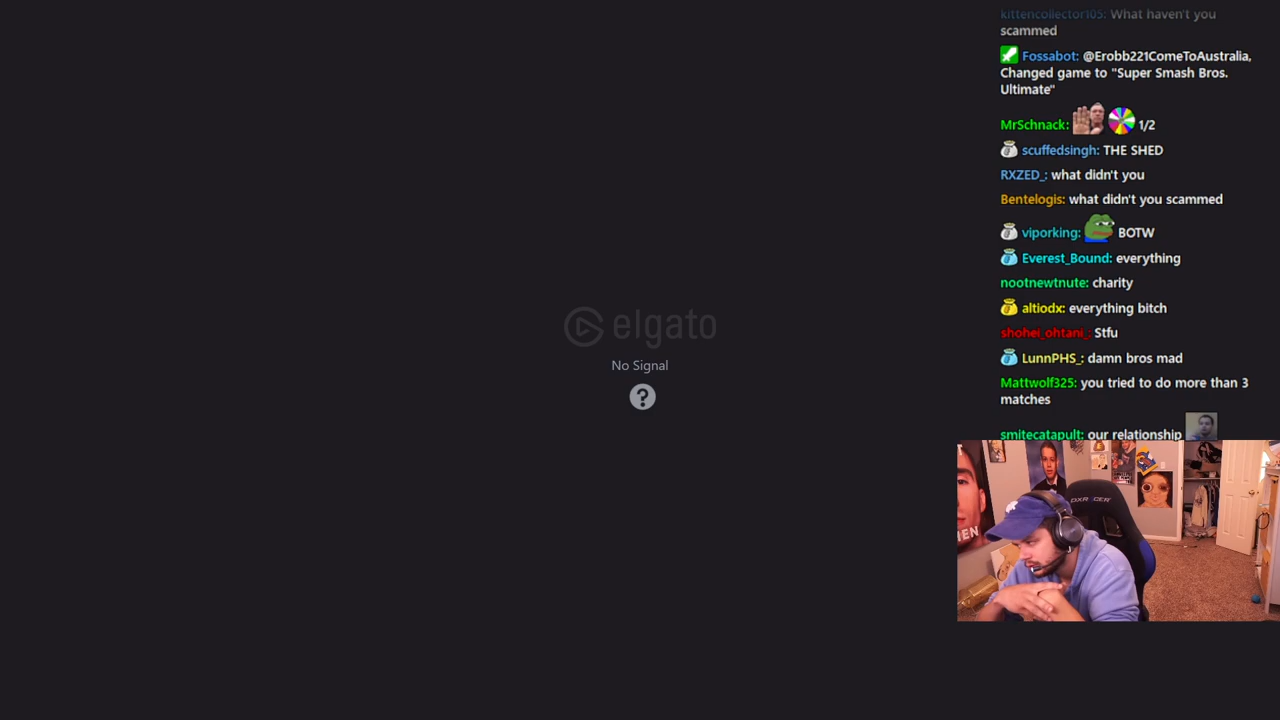 kittencollector105: What haven't you
scammed
Fossabot: @Erobb221ComeToAustralia,
Changed game to "Super Smash Bros.
Ultimate"
MrSchnack: 1/2
scuffedsingh: THE SHED
RXZED_: what didn't you
Bentelogis: what didn't you scammed
viporking: BOTW
Everest_Bound: everything
nootnewtnute: charity
altiodx: everything bitch
shohei_ohtani_: Stfu
LunnPHS_: damn bros mad
Mattwolf325: you tried to do more than 3
matches
smitecatapult: our relationship
elgato
No Signal
?
DXRACER